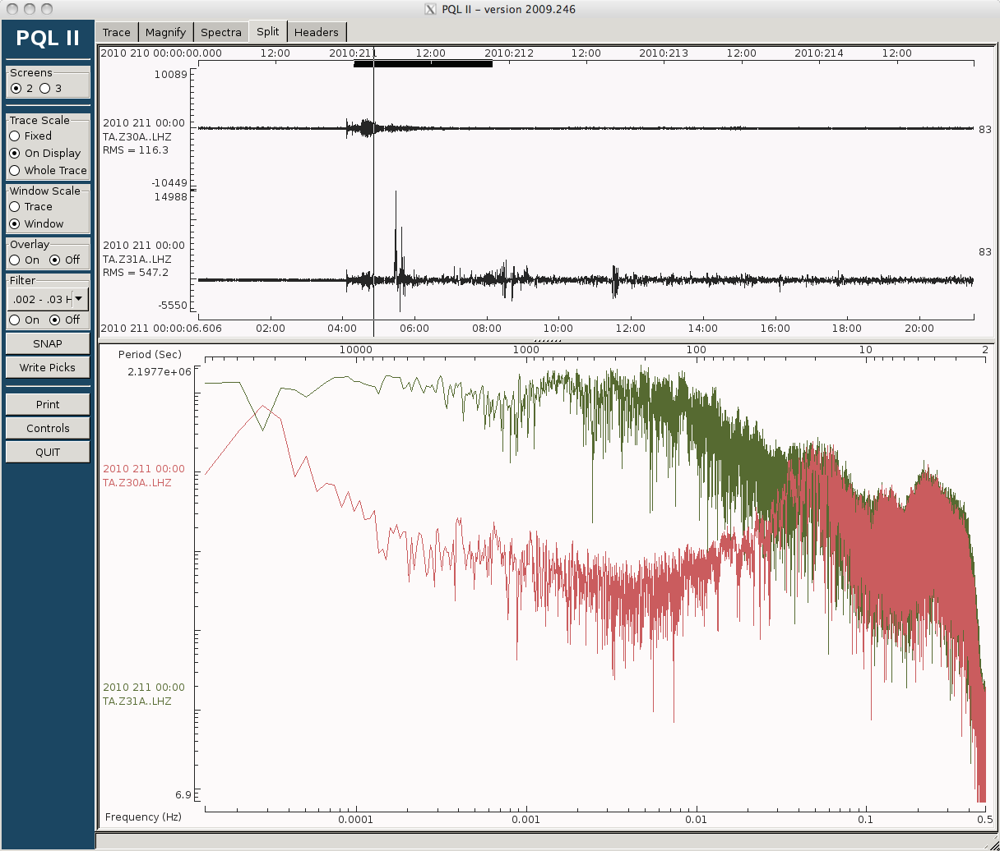 PQL II - version 2009.246
PQL II
Trace Magnify Spectra Split Headers
Screens
2 3
Trace Scale
Fixed
On Display
Whole Trace
Window Scale
Trace
Window
Overlay
On Off
Filter
.002 - .03 H
On Off
SNAP
Write Picks
Print
Controls
QUIT
2010 210 00:00:00.000 12:00 2010:211 12:00 2010:212 12:00 2010:213 12:00 2010:214 12:00
10089
2010 211 00:00
TA.Z30A..LHZ
RMS = 116.3
83
-10449
14988
2010 211 00:00
TA.Z31A..LHZ
RMS = 547.2
83
-5550
2010 211 00:00:06.606 02:00 04:00 06:00 08:00 10:00 12:00 14:00 16:00 18:00 20:00
Period (Sec) 10000 1000 100 10 2
2.1977e+06
2010 211 00:00
TA.Z30A..LHZ
2010 211 00:00
TA.Z31A..LHZ
6.9
Frequency (Hz) 0.0001 0.001 0.01 0.1 0.5